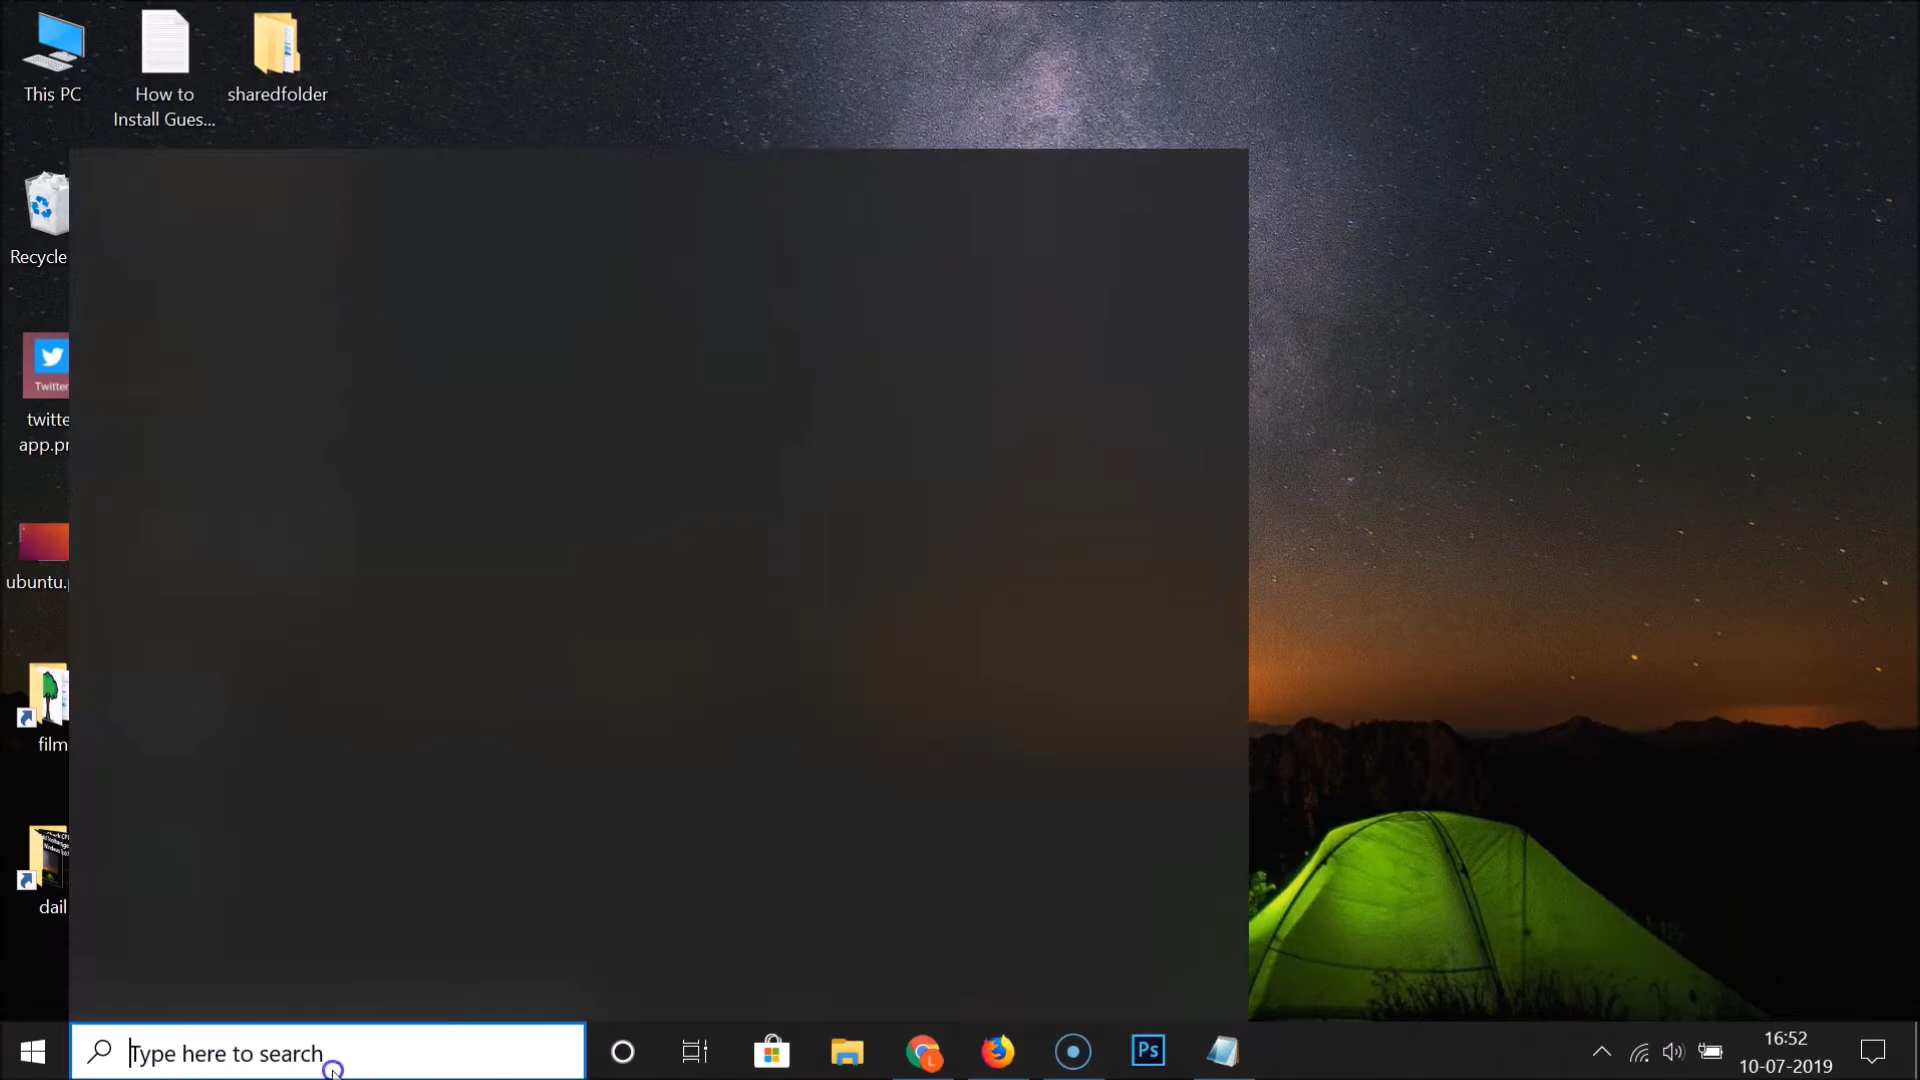 This PC
How to
Install Gues...
sharedfolder
Recycle
Twitter
twitte
app.pr
ubuntu.p
film
dail
Type here to search
L
Ps
16:52
10-07-2019